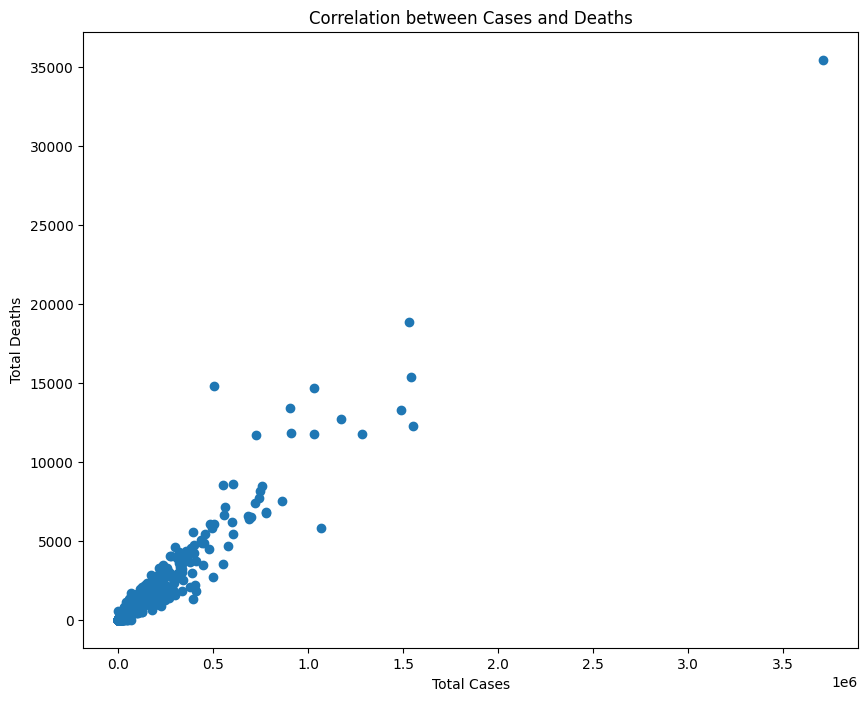 Correlation between Cases and Deaths
35000
30000
25000
20000
15000
10000
5000
0
Total Deaths
0.0 0.5 1.0 1.5 2.0 2.5 3.0 3.5
1e6
Total Cases